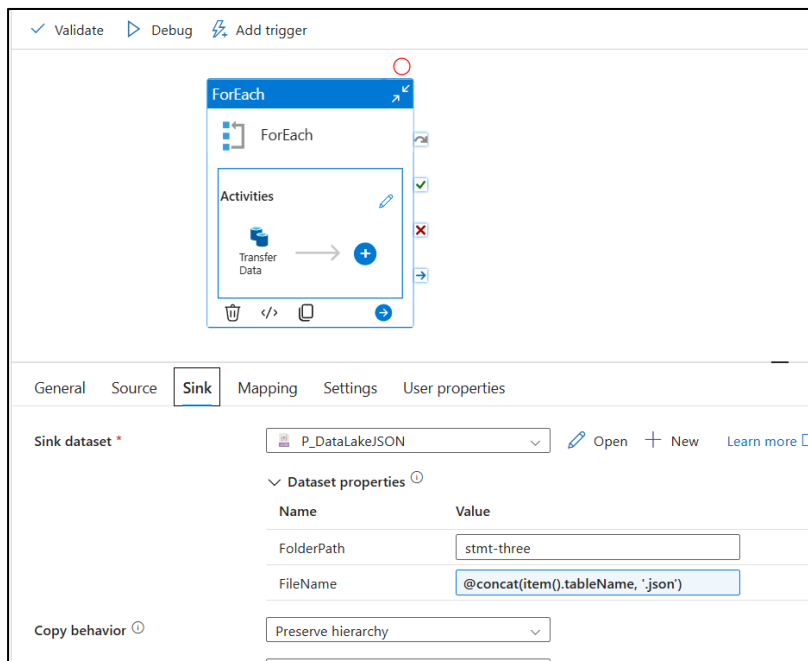 Validate Debug Add trigger
ForEach
ForEach
Activities
Transfer
Data
</>
General Source Sink Mapping Settings User properties
Sink dataset * P_DataLakeJSON Open New Learn more
Dataset properties
Name Value
FolderPath stmt-three
FileName @concat(item().tableName, '.json')
Copy behavior Preserve hierarchy